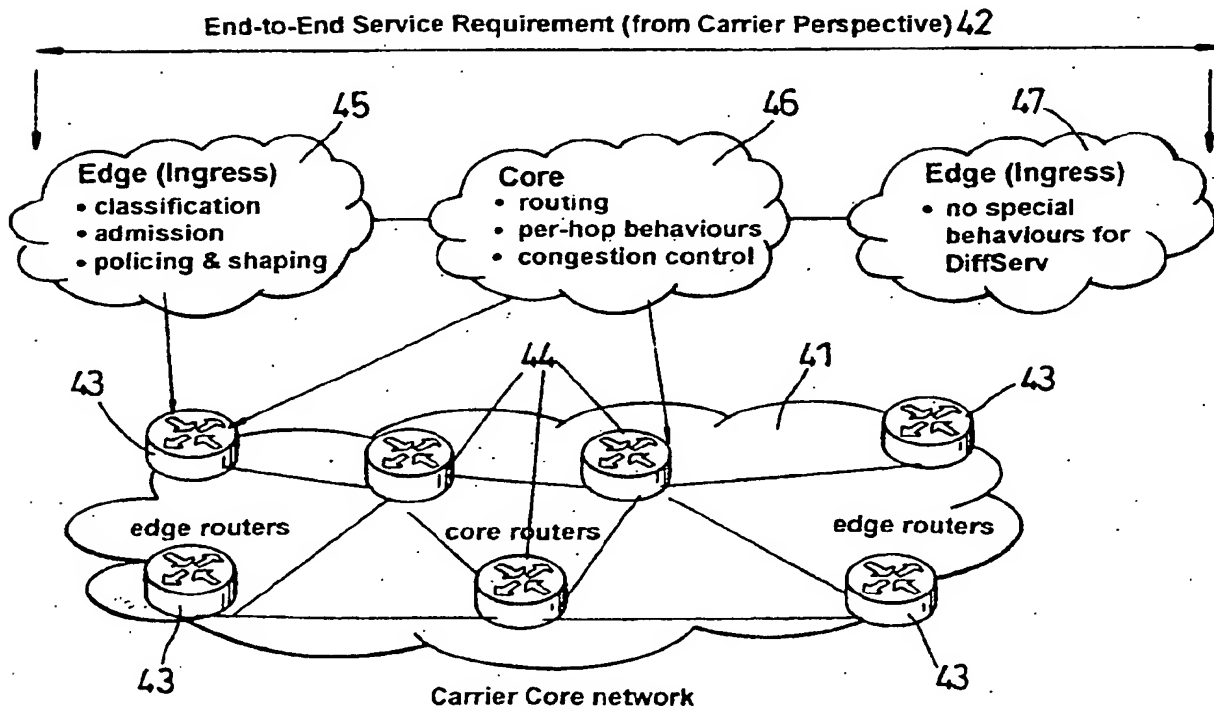 End-to-End Service Requirement (from Carrier Perspective) 42
45
46
47
Edge (Ingress)
• classification
• admission
• policing & shaping
Core
• routing
• per-hop behaviours
• congestion control
Edge (Ingress)
• no special
behaviours for
DiffServ
43
44
41
43
edge routers
core routers
edge routers
43
43
Carrier Core network